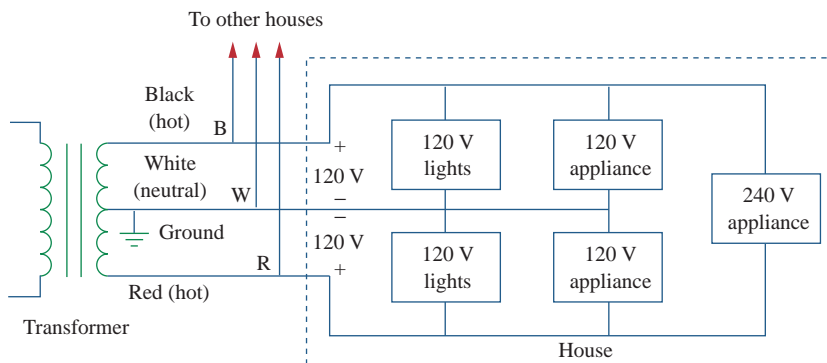 To other houses
Black
(hot)
B
White
(neutral)
W
Ground
R
Red (hot)
Transformer
+
120 V
−
−
120 V
+
120 V
lights
120 V
appliance
240 V
appliance
120 V
lights
120 V
appliance
House